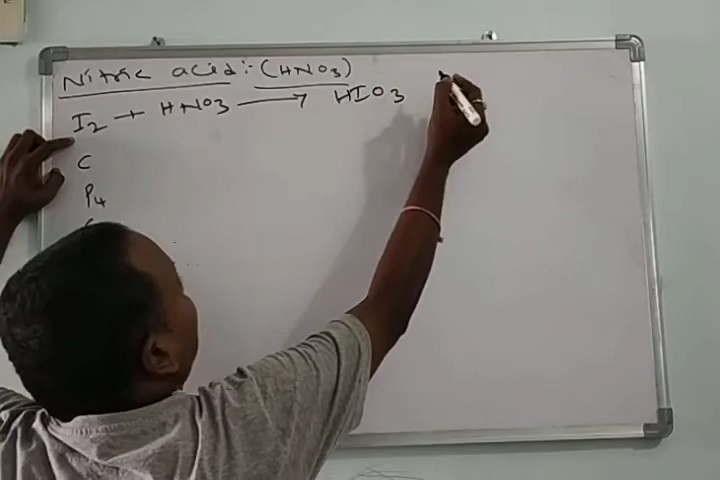 Nitric acid:- (HNO3)
I2 + HNO3 → HIO3
C
P4